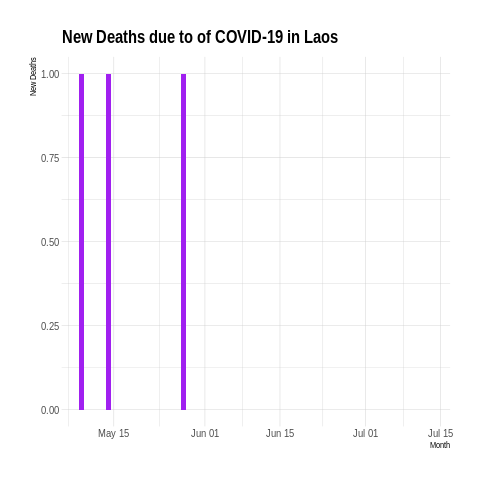 New Deaths due to of COVID-19 in Laos
New Deaths
1.00
0.75
0.50
0.25
0.00
May 15 Jun 01 Jun 15 Jul 01 Jul 15
Month